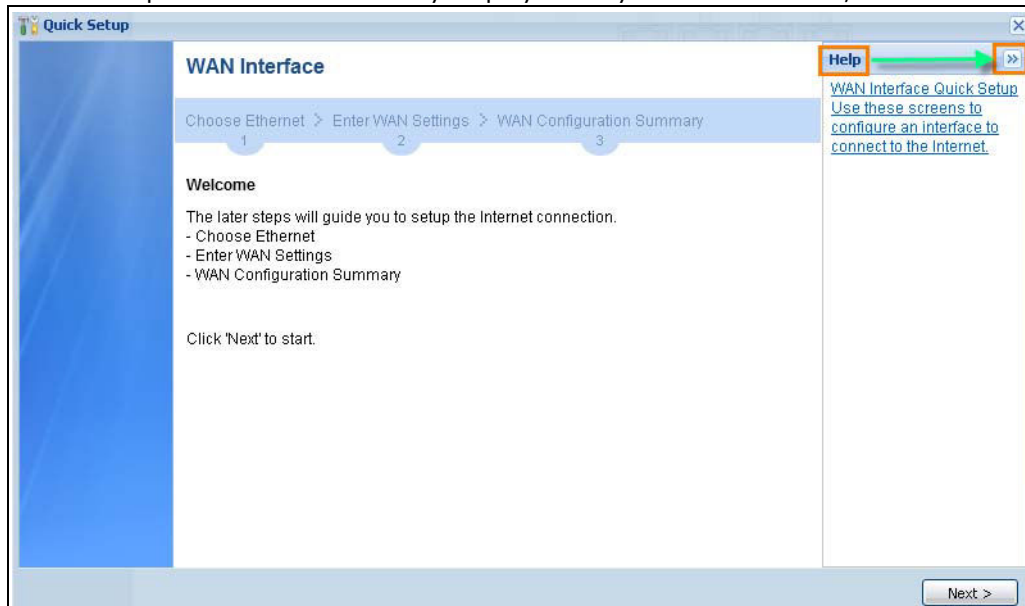 Quick Setup
WAN Interface
Choose Ethernet > Enter WAN Settings > WAN Configuration Summary
1 2 3
Welcome
The later steps will guide you to setup the Internet connection.
- Choose Ethernet
- Enter WAN Settings
- WAN Configuration Summary
Click 'Next' to start.
Help »
WAN Interface Quick Setup
Use these screens to
configure an interface to
connect to the Internet.
Next >